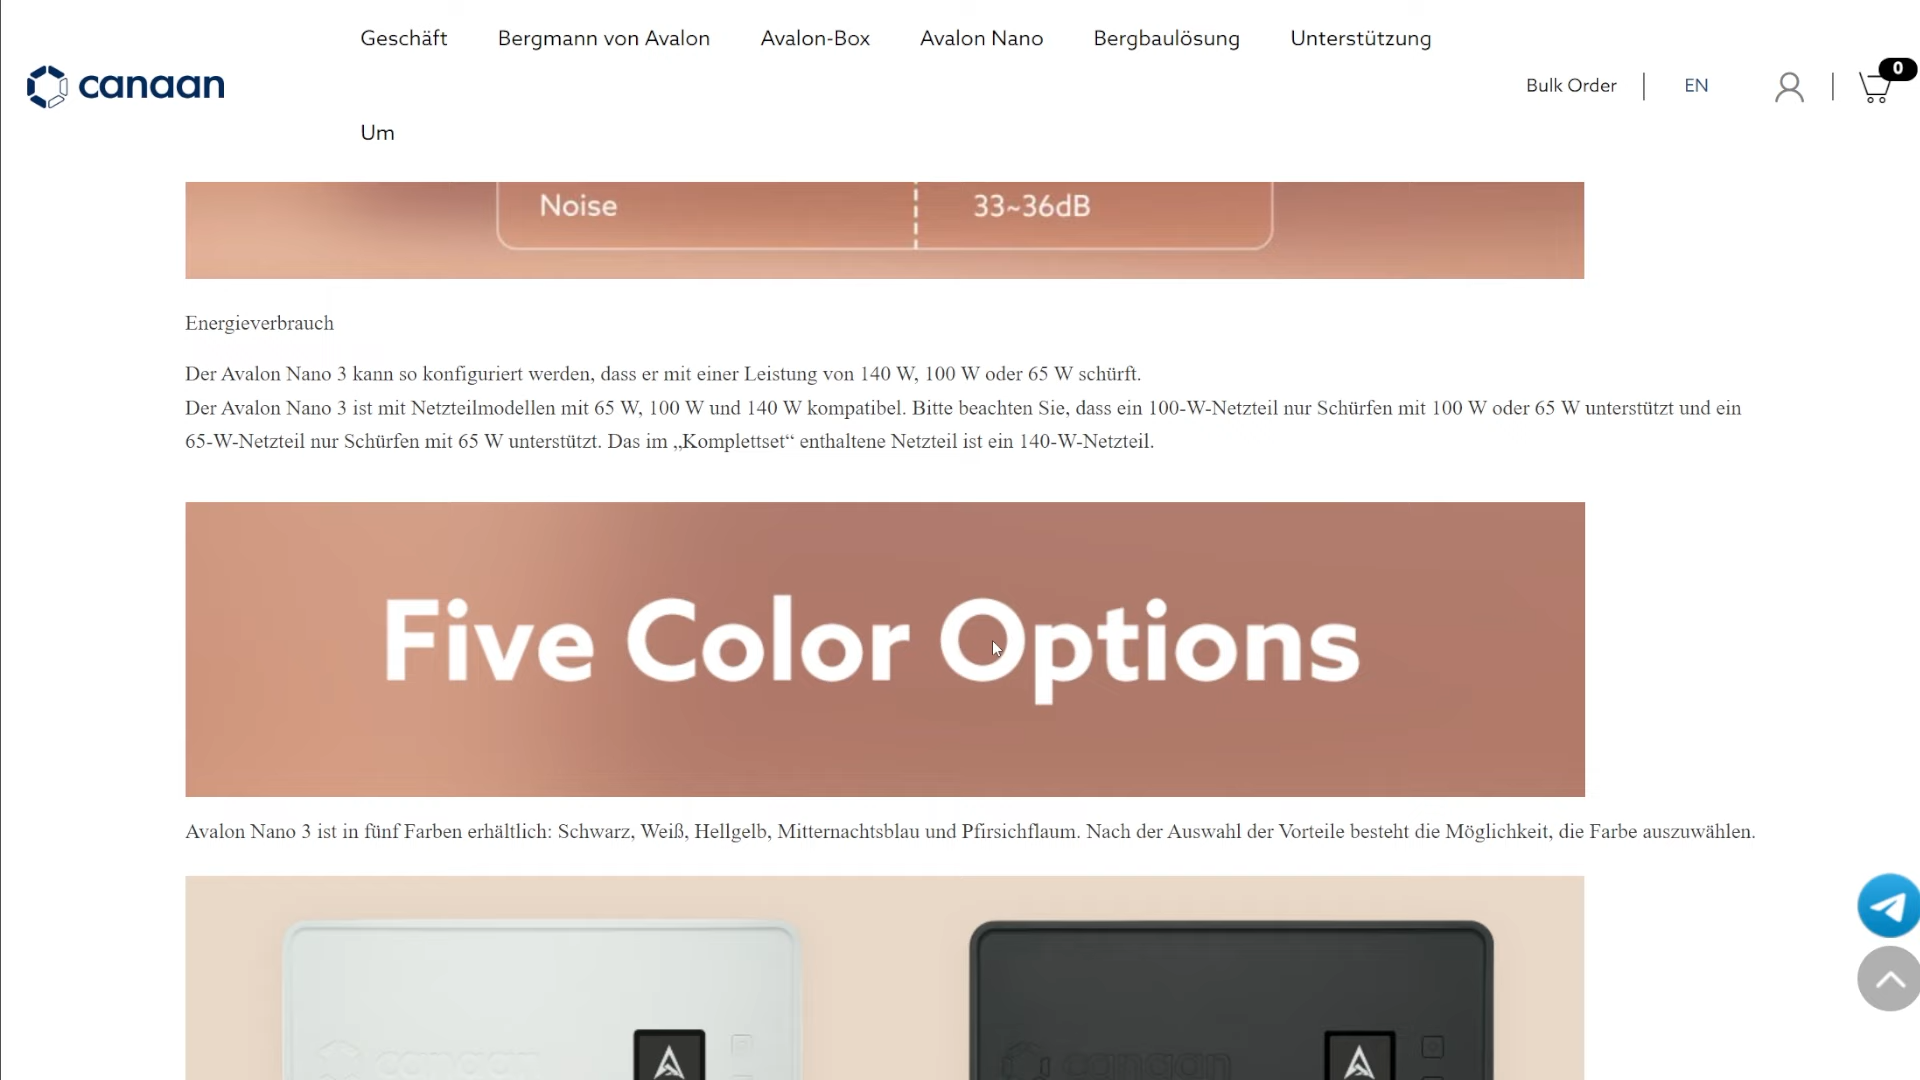 Geschäft Bergmann von Avalon Avalon-Box Avalon Nano Bergbaulösung Unterstützung
canaan
Bulk Order EN 0
Um
Noise 33~36dB
Energieverbrauch
Der Avalon Nano 3 kann so konfiguriert werden, dass er mit einer Leistung von 140 W, 100 W oder 65 W schürft.
Der Avalon Nano 3 ist mit Netzteilmodellen mit 65 W, 100 W und 140 W kompatibel. Bitte beachten Sie, dass ein 100-W-Netzteil nur Schürfen mit 100 W oder 65 W unterstützt und ein
65-W-Netzteil nur Schürfen mit 65 W unterstützt. Das im „Komplettset“ enthaltene Netzteil ist ein 140-W-Netzteil.
Five Color Options
Avalon Nano 3 ist in fünf Farben erhältlich: Schwarz, Weiß, Hellgelb, Mitternachtsblau und Pfirsichflaum. Nach der Auswahl der Vorteile besteht die Möglichkeit, die Farbe auszuwählen.
canaan canaan